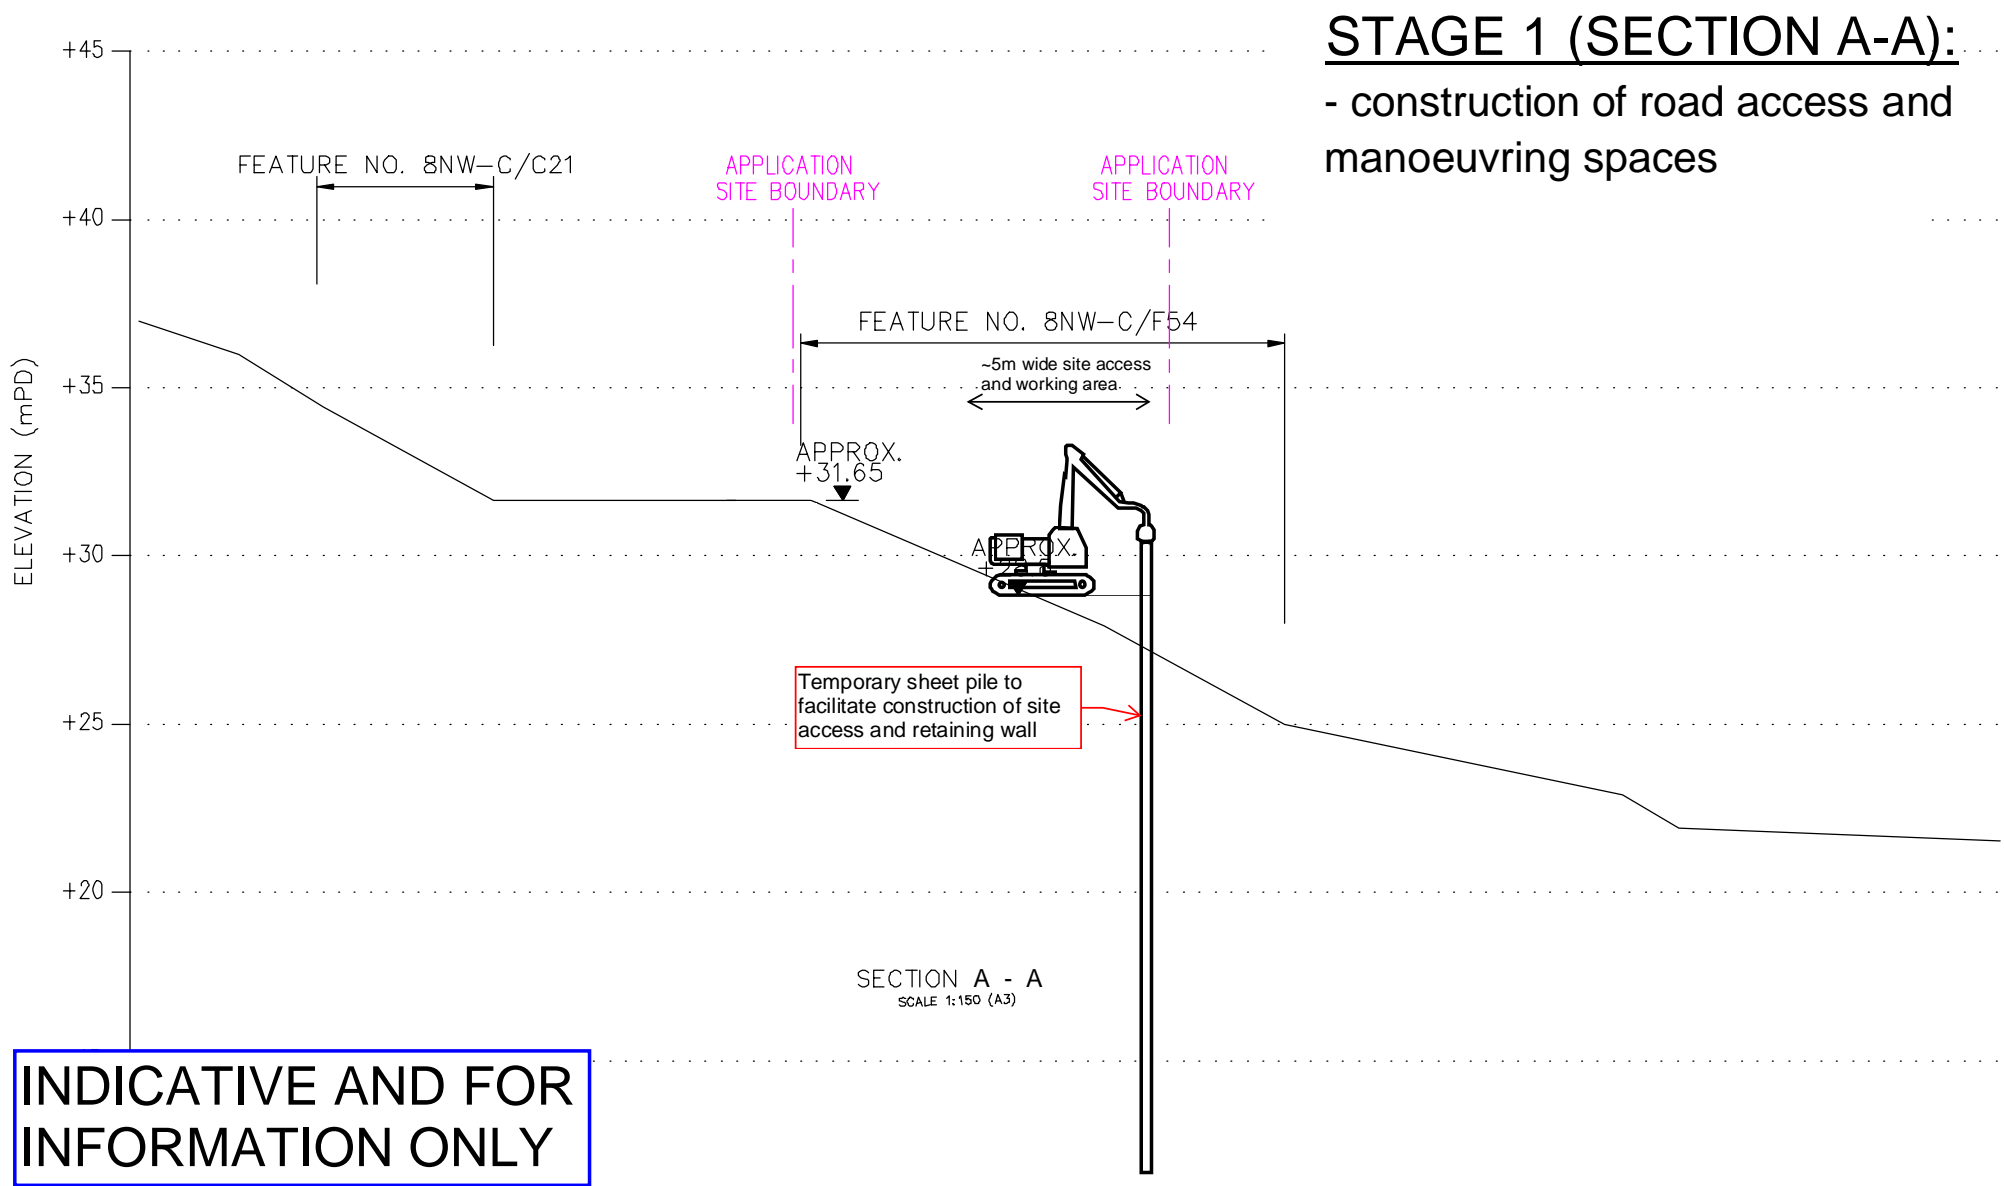 STAGE 1 (SECTION A-A):
- construction of road access and
manoeuvring spaces
+45
FEATURE NO. 8NW-C/C21
APPLICATION
SITE BOUNDARY
APPLICATION
SITE BOUNDARY
+40
FEATURE NO. 8NW-C/F54
~5m wide site access
and working area
+35
ELEVATION (mPD)
APPROX.
+31.65
APPROX.
+30
Temporary sheet pile to
facilitate construction of site
access and retaining wall
+25
+20
SECTION A - A
SCALE 1:150 (A3)
INDICATIVE AND FOR
INFORMATION ONLY